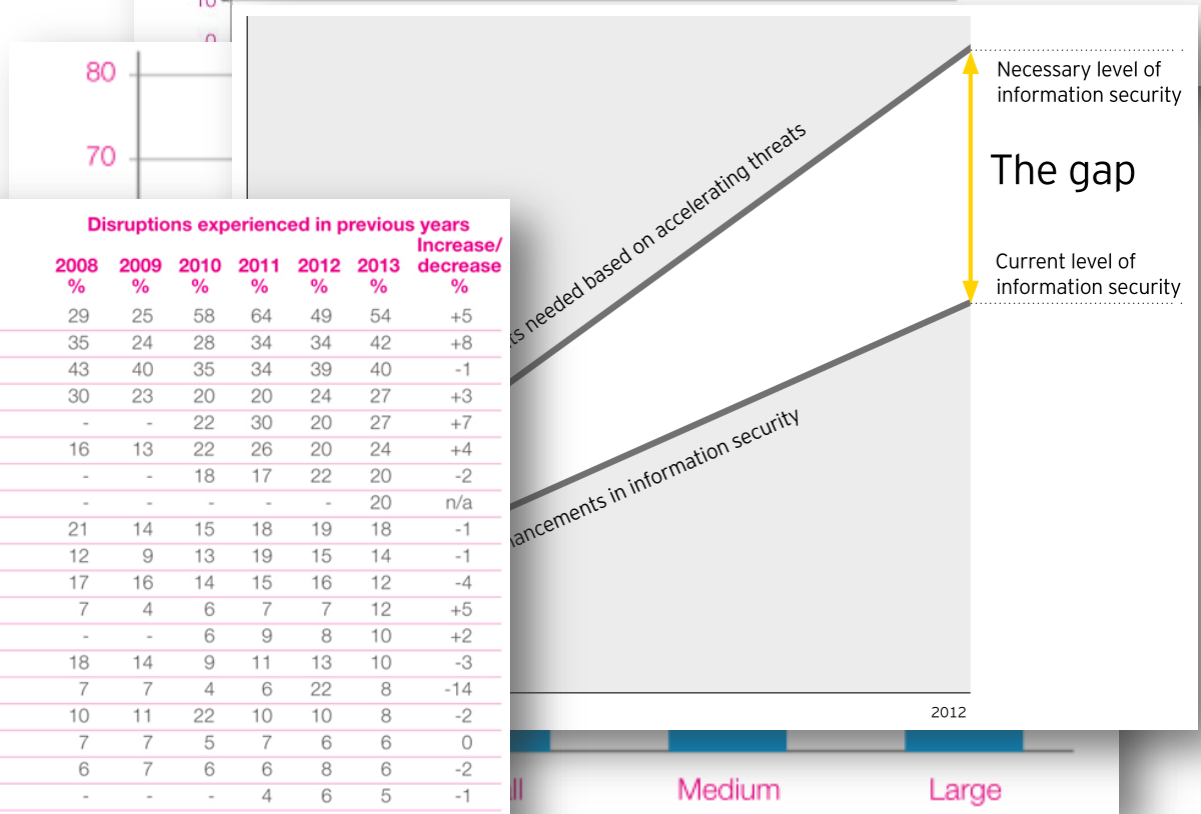 10
0
80
70
Necessary level of
information security
The gap
Current level of
information security
needed based on accelerating threats
in information security
2012
Disruptions experienced in previous years
Increase/
2008 2009 2010 2011 2012 2013 decrease
% % % % % % %
29 25 58 64 49 54 +5
35 24 28 34 34 42 +8
43 40 35 34 39 40 -1
30 23 20 20 24 27 +3
- - 22 30 20 27 +7
16 13 22 26 20 24 +4
- - 18 17 22 20 -2
- - - - - 20 n/a
21 14 15 18 19 18 -1
12 9 13 19 15 14 -1
17 16 14 15 16 12 -4
7 4 6 7 7 12 +5
- - 6 9 8 10 +2
18 14 9 11 13 10 -3
7 7 4 6 22 8 -14
10 11 22 10 10 8 -2
7 7 5 7 6 6 0
6 7 6 6 8 6 -2
- - - 4 6 5 -1
Medium Large